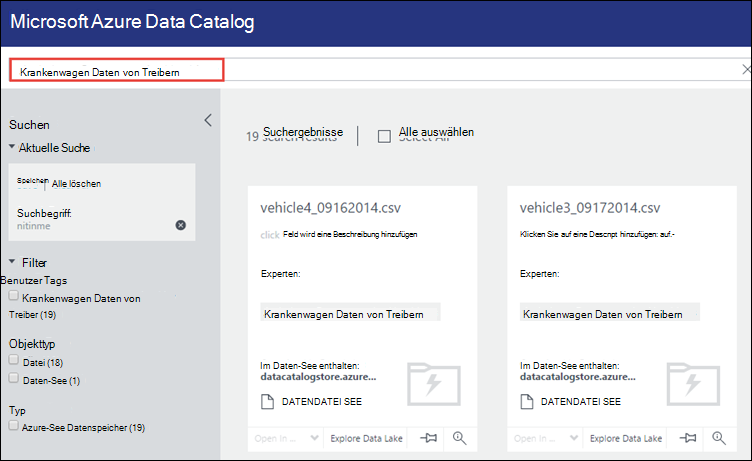 Microsoft Azure Data Catalog
Krankenwagen Daten von Treibern
Suchen
Aktuelle Suche
Speichen
Alle löschen
Suchbegriff:
nitinme
Filter
Benutzer Tags
Krankenwagen Daten von
Treiber (19)
Objekttyp
Datei (18)
Daten-See (1)
Typ
Azure-See Datenspeicher (19)
19 Suchergebnisse
Alle auswählen
vehicle4_09162014.csv
click Feld wird eine Beschreibung hinzufügen
Experten:
Krankenwagen Daten von Treibern
Im Daten-See enthalten:
datacatalogstore.azure...
DATENDATEI SEE
Open In ...
Explore Data Lake
vehicle3_09172014.csv
Klicken Sie auf eine Descnpt hinzufügen: auf.-
Experten:
Krankenwagen Daten von Treibern
Im Daten-See enthalten:
datacatalogstore.azure...
DATENDATEI SEE
Open In ...
Explore Data Lake